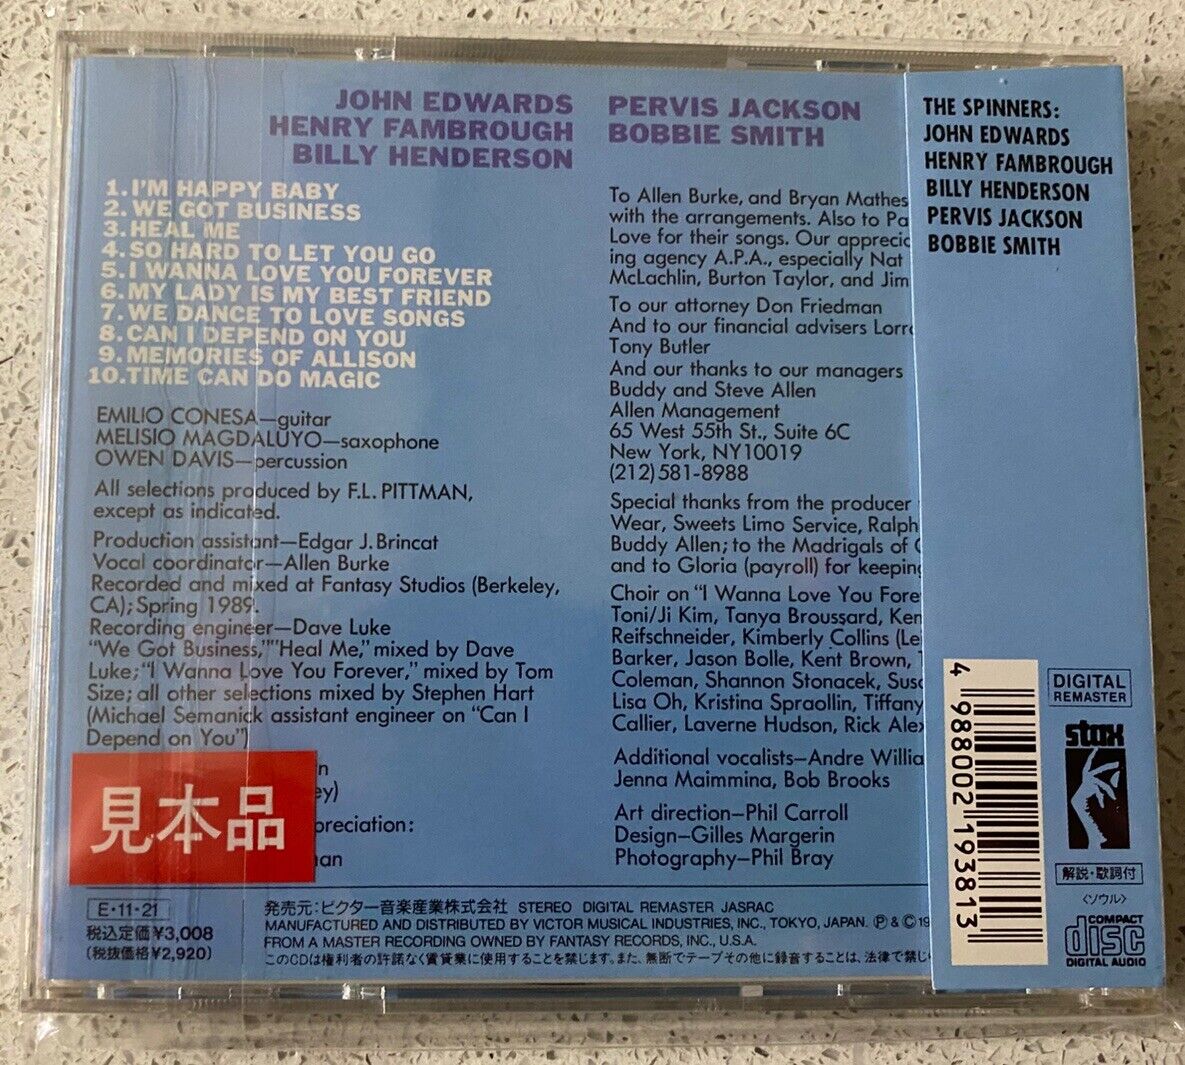 JOHN EDWARDS
HENRY FAMBROUGH
BILLY HENDERSON
PERVIS JACKSON
BOBBIE SMITH
1. I'M HAPPY BABY
2. WE GOT BUSINESS
3. HEAL ME
4. SO HARD TO LET YOU GO
5. I WANNA LOVE YOU FOREVER
6. MY LADY IS MY BEST FRIEND
7. WE DANCE TO LOVE SONGS
8. CAN I DEPEND ON YOU
9. MEMORIES OF ALLISON
10. TIME CAN DO MAGIC
EMILIO CONESA—guitar
MELISIO MAGDALUYO—saxophone
OWEN DAVIS—percussion
All selections produced by F.L. PITTMAN,
except as indicated.
Production assistant—Edgar J. Brincat
Vocal coordinator—Allen Burke
Recorded and mixed at Fantasy Studios (Berkeley,
CA); Spring 1989.
Recording engineer—Dave Luke
"We Got Business," "Heal Me," mixed by Dave
Luke; "I Wanna Love You Forever," mixed by Tom
Size; all other selections mixed by Stephen Hart
(Michael Semanick assistant engineer on "Can I
Depend on You")
見本品
To Allen Burke, and Bryan Mathes
with the arrangements. Also to Pa
Love for their songs. Our apprecic
ing agency A.P.A., especially Nat
McLachlin, Burton Taylor, and Jim
To our attorney Don Friedman
And to our financial advisers Lorr
Tony Butler
And our thanks to our managers
Buddy and Steve Allen
Allen Management
65 West 55th St., Suite 6C
New York, NY10019
(212) 581-8988
Special thanks from the producer
Wear, Sweets Limo Service, Ralph
Buddy Allen; to the Madrigals of
and to Gloria (payroll) for keeping
Choir on "I Wanna Love You Fore
Toni/Ji Kim, Tanya Broussard, Ken
Reifschneider, Kimberly Collins (Le
Barker, Jason Bolle, Kent Brown,
Coleman, Shannon Stonacek, Susc
Lisa Oh, Kristina Spraollin, Tiffany
Callier, Laverne Hudson, Rick Alex
Additional vocalists—Andre Willia
Jenna Maimmina, Bob Brooks
Art direction—Phil Carroll
Design—Gilles Margerin
Photography—Phil Bray
E・11・21
税込定価¥3,008
(税抜価格¥2,920)
発売元:ビクター音楽産業株式会社 STEREO DIGITAL REMASTER JASRAC
MANUFACTURED AND DISTRIBUTED BY VICTOR MUSICAL INDUSTRIES, INC., TOKYO, JAPAN. Ⓟ & © 19
FROM A MASTER RECORDING OWNED BY FANTASY RECORDS, INC., U.S.A.
このCDは権利者の許諾なく賃貸業に使用することを禁じます。また、無断でテープその他に録音することは、法律で禁じ
THE SPINNERS:
JOHN EDWARDS
HENRY FAMBROUGH
BILLY HENDERSON
PERVIS JACKSON
BOBBIE SMITH
4 988002 193813
DIGITAL
REMASTER
stax
解説・歌詞付
〈ソウル〉
COMPACT
disc
DIGITAL AUDIO